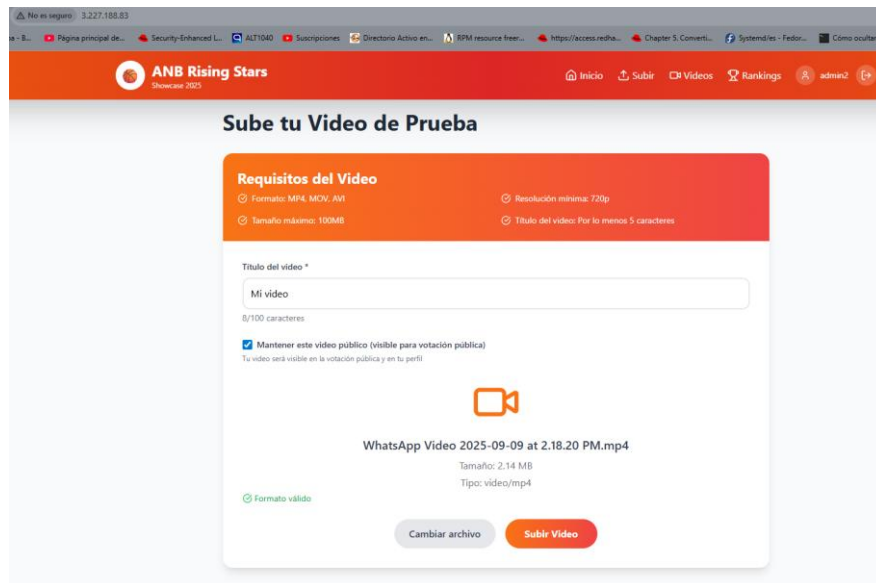 No es seguro 3.227.188.83
na - B... Página principal de... Security-Enhanced L... ALT1040 Suscripciones Directorio Activo en... RPM resource freer... https://access.redha... Chapter 5. Converti... Systemd/es - Fedor... Cómo ocultar
ANB Rising Stars
Showcase 2025
Inicio Subir Videos Rankings admin2
Sube tu Video de Prueba
Requisitos del Video
Formato: MP4, MOV, AVI Resolución mínima: 720p
Tamaño máximo: 100MB Título del video: Por lo menos 5 caracteres
Título del video *
Mi video
8/100 caracteres
Mantener este video público (visible para votación pública)
Tu video será visible en la votación pública y en tu perfil
WhatsApp Video 2025-09-09 at 2.18.20 PM.mp4
Tamaño: 2.14 MB
Tipo: video/mp4
Formato válido
Cambiar archivo Subir Video